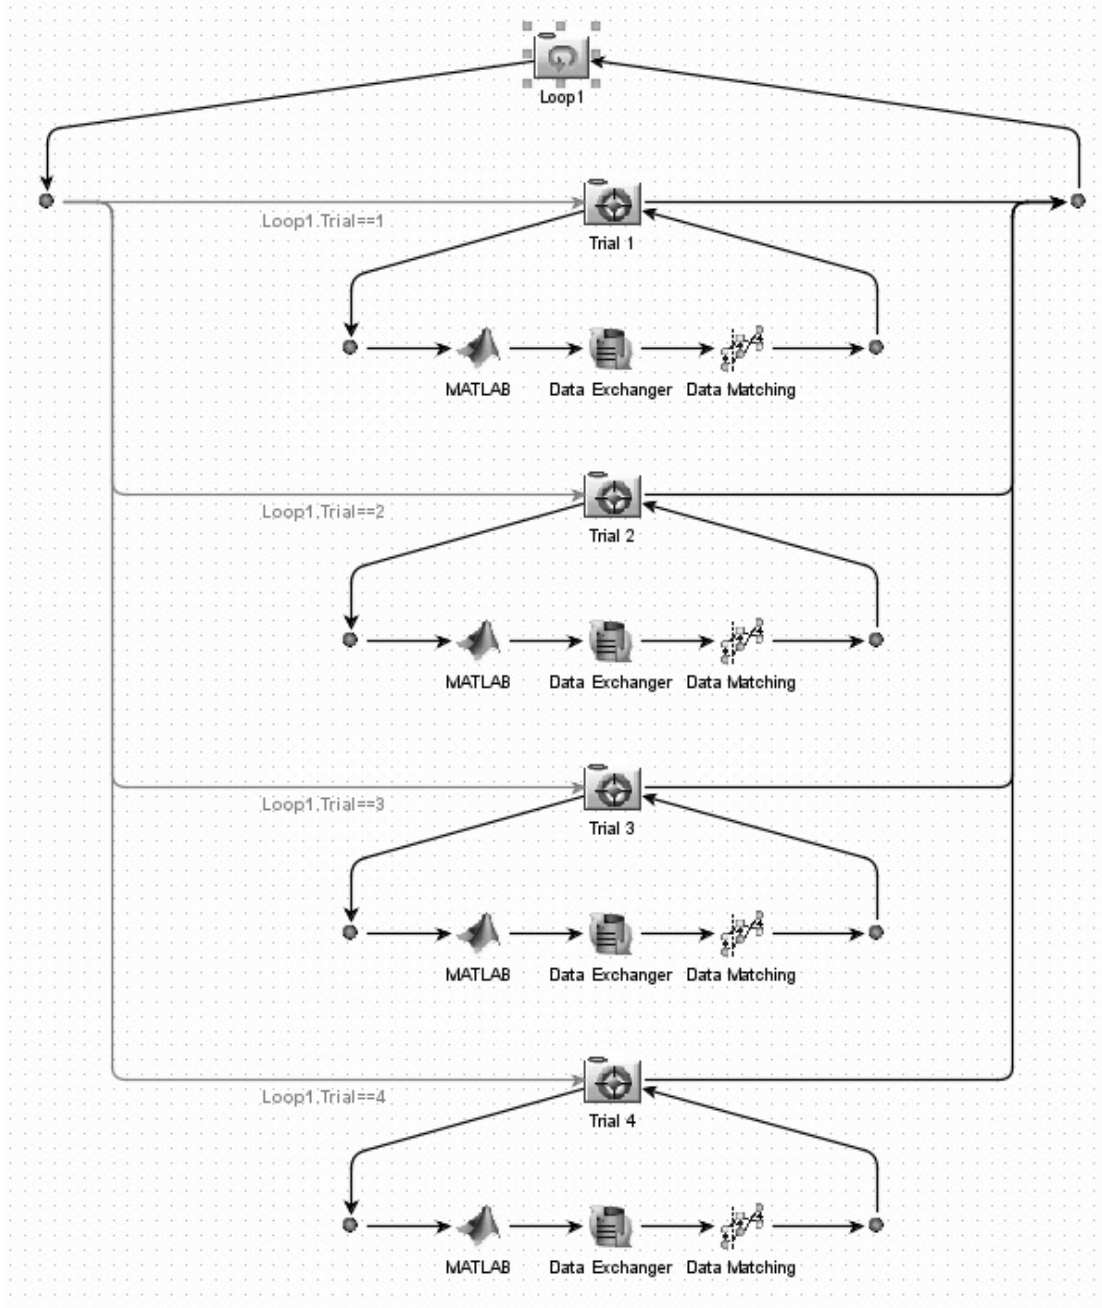 Loop1
Loop1.Trial==1
Trial 1
MATLAB Data Exchanger Data Matching
Loop1.Trial==2
Trial 2
MATLAB Data Exchanger Data Matching
Loop1.Trial==3
Trial 3
MATLAB Data Exchanger Data Matching
Loop1.Trial==4
Trial 4
MATLAB Data Exchanger Data Matching